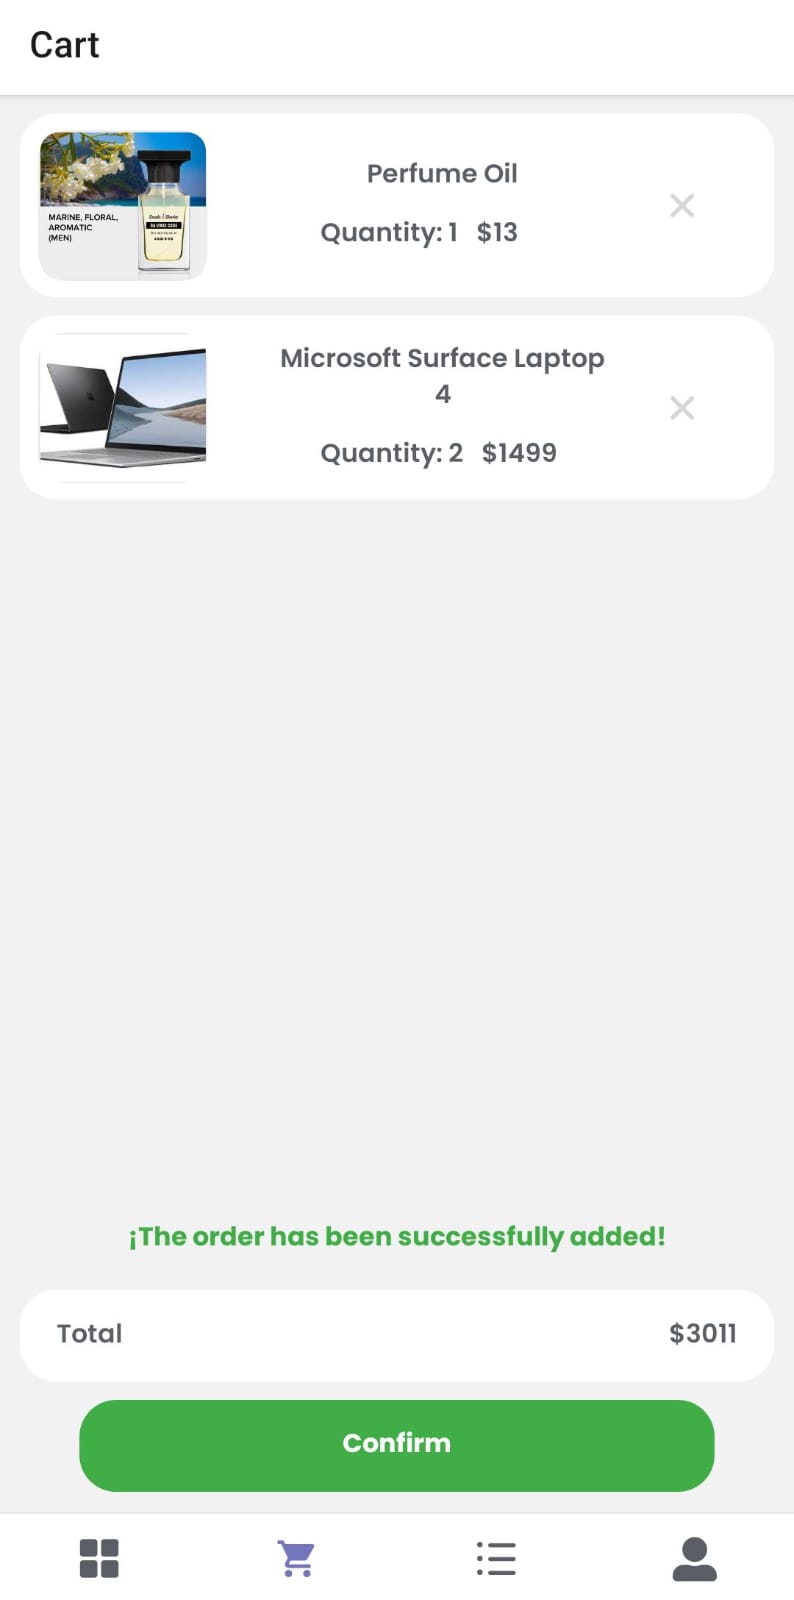 Cart
Perfume Oil
Quantity: 1 $13
MARINE, FLORAL,
AROMATIC
(MEN)
Microsoft Surface Laptop
4
Quantity: 2 $1499
¡The order has been successfully added!
Total $3011
Confirm